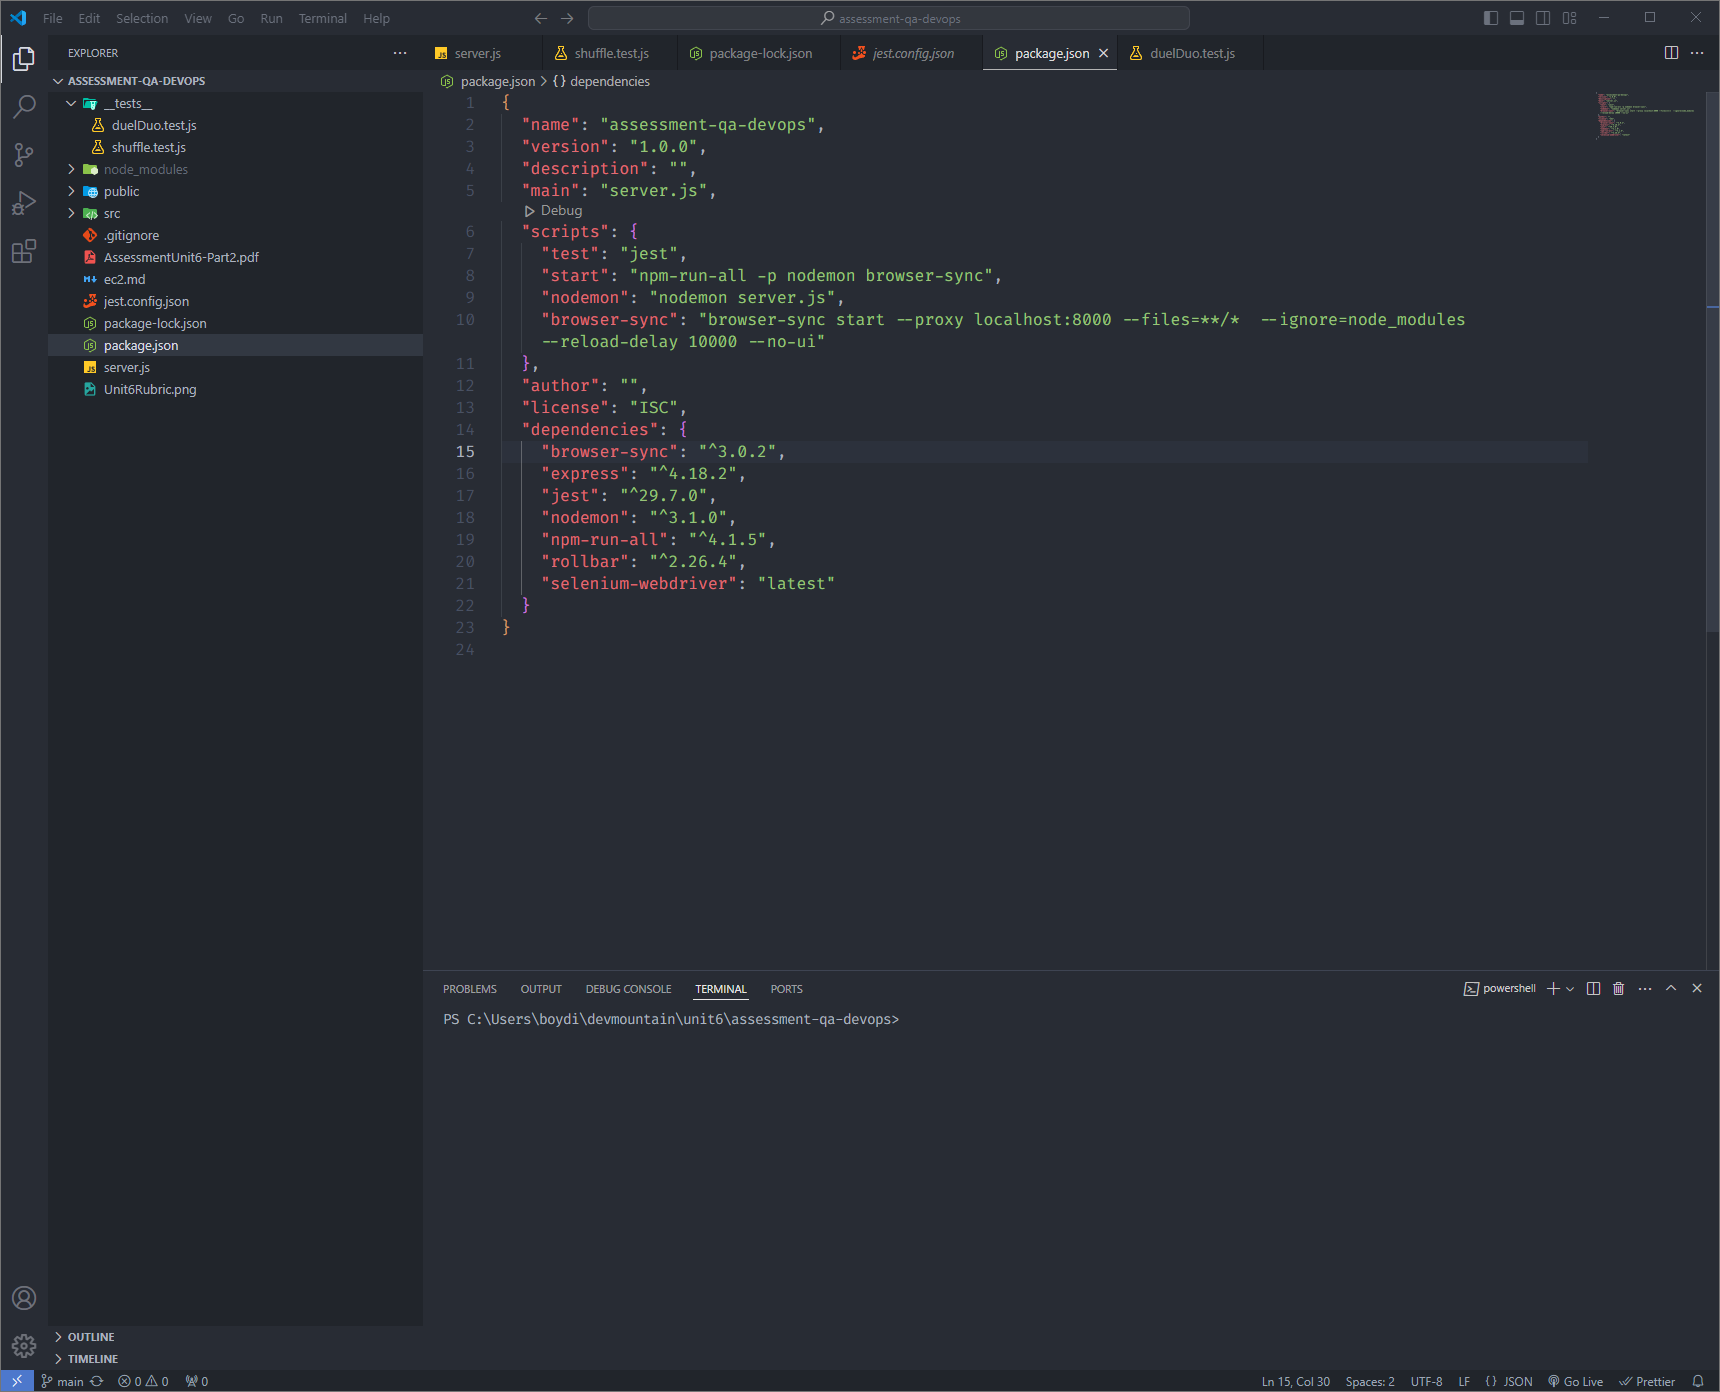 File Edit Selection View Go Run Terminal Help
assessment-qa-devops
EXPLORER
ASSESSMENT-QA-DEVOPS
__tests__
duelDuo.test.js
shuffle.test.js
node_modules
public
src
.gitignore
AssessmentUnit6-Part2.pdf
ec2.md
jest.config.json
package-lock.json
package.json
server.js
Unit6Rubric.png
OUTLINE
TIMELINE
server.js shuffle.test.js package-lock.json jest.config.json package.json duelDuo.test.js
package.json > {} dependencies
1 {
2 "name": "assessment-qa-devops",
3 "version": "1.0.0",
4 "description": "",
5 "main": "server.js",
Debug
6 "scripts": {
7 "test": "jest",
8 "start": "npm-run-all -p nodemon browser-sync",
9 "nodemon": "nodemon server.js",
10 "browser-sync": "browser-sync start --proxy localhost:8000 --files=**/*  --ignore=node_modules
--reload-delay 10000 --no-ui"
11 },
12 "author": "",
13 "license": "ISC",
14 "dependencies": {
15 "browser-sync": "^3.0.2",
16 "express": "^4.18.2",
17 "jest": "^29.7.0",
18 "nodemon": "^3.1.0",
19 "npm-run-all": "^4.1.5",
20 "rollbar": "^2.26.4",
21 "selenium-webdriver": "latest"
22 }
23 }
24
PROBLEMS OUTPUT DEBUG CONSOLE TERMINAL PORTS
powershell
PS C:\Users\boydi\devmountain\unit6\assessment-qa-devops>
main 0 0 0
Ln 15, Col 30 Spaces: 2 UTF-8 LF {} JSON Go Live Prettier